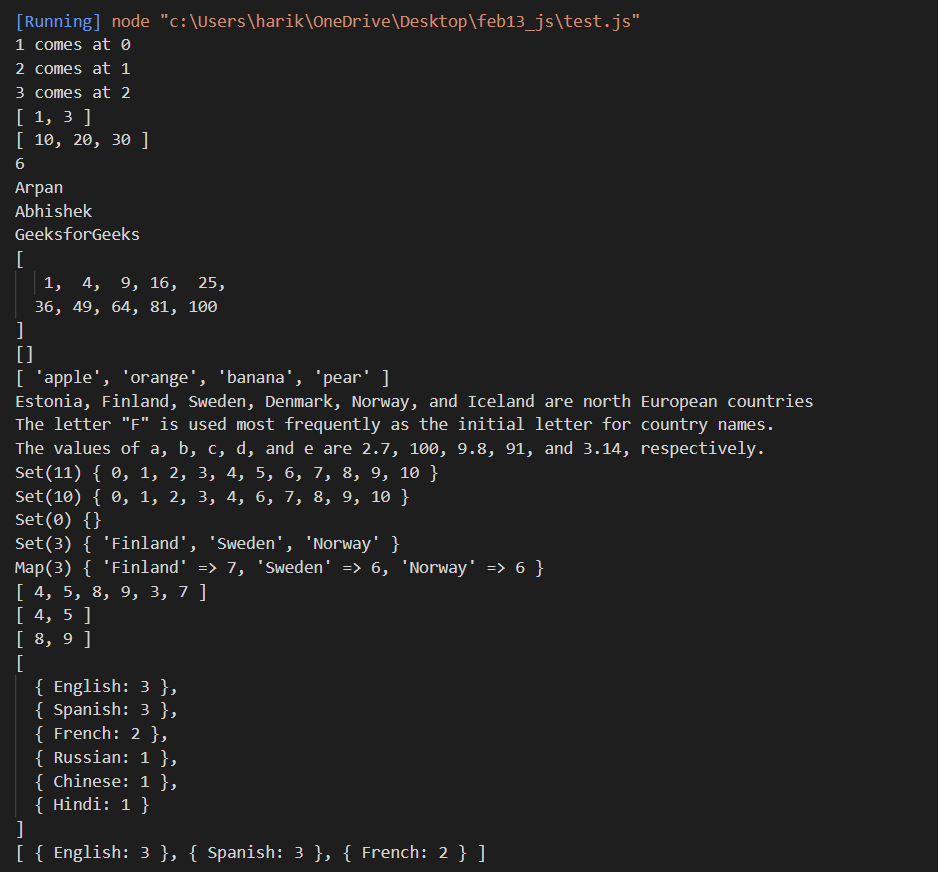 [Running] node "c:\Users\harik\OneDrive\Desktop\feb13_js\test.js"
1 comes at 0
2 comes at 1
3 comes at 2
[ 1, 3 ]
[ 10, 20, 30 ]
6
Arpan
Abhishek
GeeksforGeeks
[
   1,  4,  9, 16,  25,
  36, 49, 64, 81, 100
]
[]
[ 'apple', 'orange', 'banana', 'pear' ]
Estonia, Finland, Sweden, Denmark, Norway, and Iceland are north European countries
The letter "F" is used most frequently as the initial letter for country names.
The values of a, b, c, d, and e are 2.7, 100, 9.8, 91, and 3.14, respectively.
Set(11) { 0, 1, 2, 3, 4, 5, 6, 7, 8, 9, 10 }
Set(10) { 0, 1, 2, 3, 4, 6, 7, 8, 9, 10 }
Set(0) {}
Set(3) { 'Finland', 'Sweden', 'Norway' }
Map(3) { 'Finland' => 7, 'Sweden' => 6, 'Norway' => 6 }
[ 4, 5, 8, 9, 3, 7 ]
[ 4, 5 ]
[ 8, 9 ]
[
  { English: 3 },
  { Spanish: 3 },
  { French: 2 },
  { Russian: 1 },
  { Chinese: 1 },
  { Hindi: 1 }
]
[ { English: 3 }, { Spanish: 3 }, { French: 2 } ]